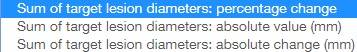 Sum of target lesion diameters: percentage change
Sum of target lesion diameters: absolute value (mm)
Sum of target lesion diameters: absolute change (mm)